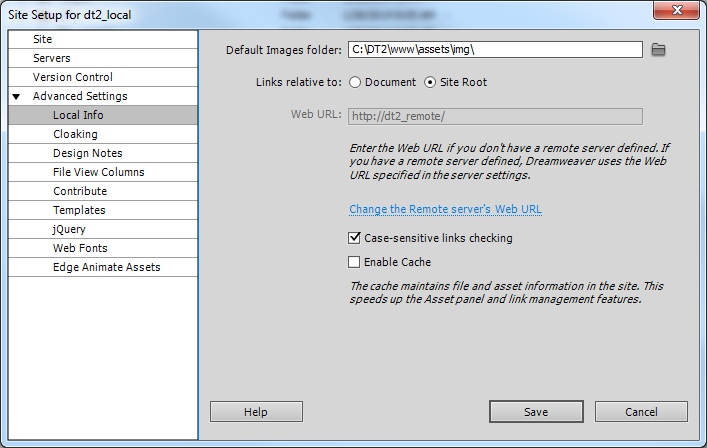 Site Setup for dt2_local
Site
Servers
Version Control
Advanced Settings
Local Info
Cloaking
Design Notes
File View Columns
Contribute
Templates
jQuery
Web Fonts
Edge Animate Assets
Default Images folder: C:\DT2\www\assets\img\
Links relative to: Document Site Root
Web URL: http://dt2_remote/
Enter the Web URL if you don't have a remote server defined. If
you have a remote server defined, Dreamweaver uses the Web
URL specified in the server settings.
Change the Remote server's Web URL
Case-sensitive links checking
Enable Cache
The cache maintains file and asset information in the site. This
speeds up the Asset panel and link management features.
Help Save Cancel